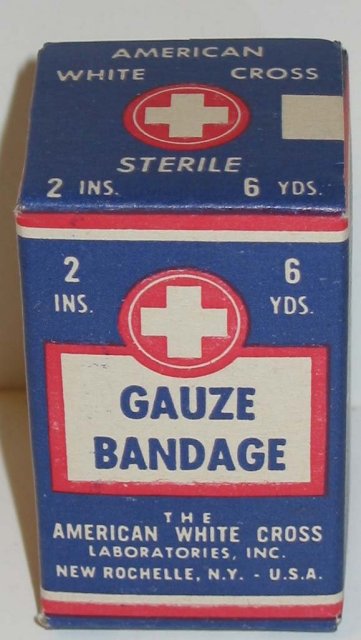 AMERICAN
WHITE CROSS
STERILE
2 INS. 6 YDS.
2 6
INS. YDS.
GAUZE
BANDAGE
THE
AMERICAN WHITE CROSS
LABORATORIES, INC.
NEW ROCHELLE, N.Y. - U.S.A.